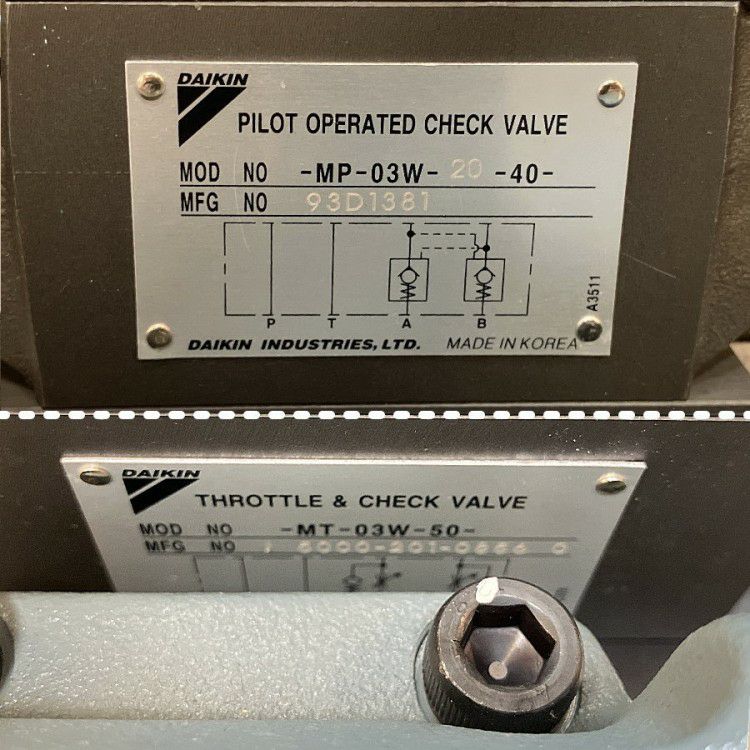 DAIKIN
PILOT OPERATED CHECK VALVE
MOD NO -MP-03W- 20 -40-
MFG NO 93D1381
P T A B
A3511
DAIKIN INDUSTRIES, LTD. MADE IN KOREA
DAIKIN
THROTTLE & CHECK VALVE
MOD NO -MT-03W-50-
MFG NO